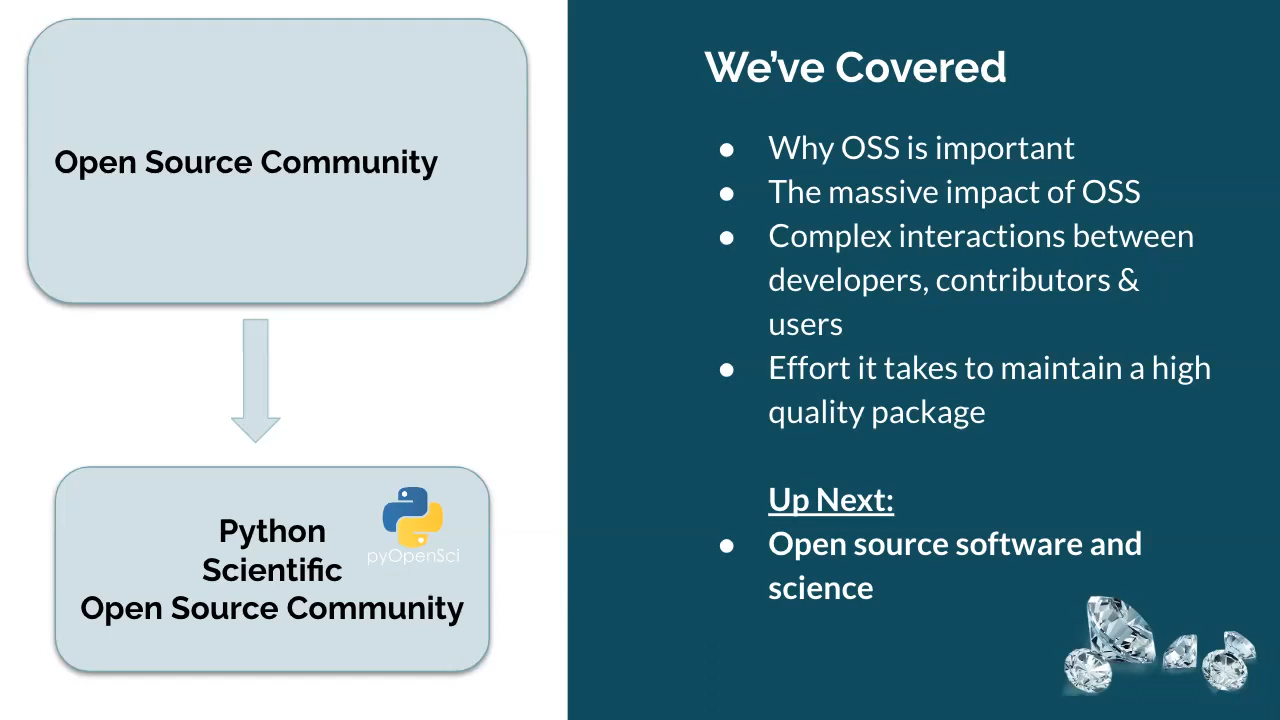 Open Source Community
Python
pyOpenSci
Scientific
Open Source Community
We've Covered
● Why OSS is important
● The massive impact of OSS
● Complex interactions between
developers, contributors &
users
● Effort it takes to maintain a high
quality package
Up Next:
● Open source software and
science